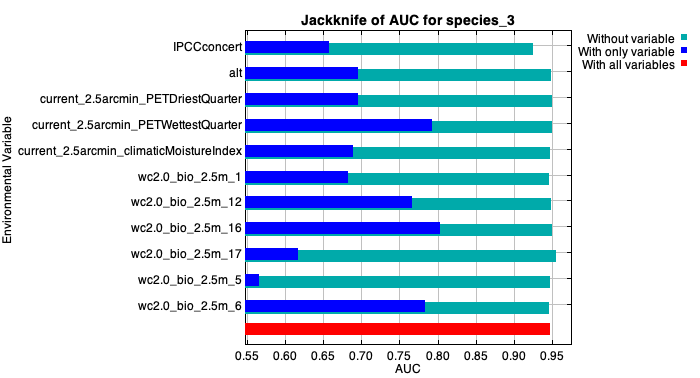 Jackknife of AUC for species_3
Without variable
With only variable
With all variables
Environmental Variable
IPCCconcert
alt
current_2.5arcmin_PETDriestQuarter
current_2.5arcmin_PETWettestQuarter
current_2.5arcmin_climaticMoistureIndex
wc2.0_bio_2.5m_1
wc2.0_bio_2.5m_12
wc2.0_bio_2.5m_16
wc2.0_bio_2.5m_17
wc2.0_bio_2.5m_5
wc2.0_bio_2.5m_6
0.55 0.60 0.65 0.70 0.75 0.80 0.85 0.90 0.95
AUC